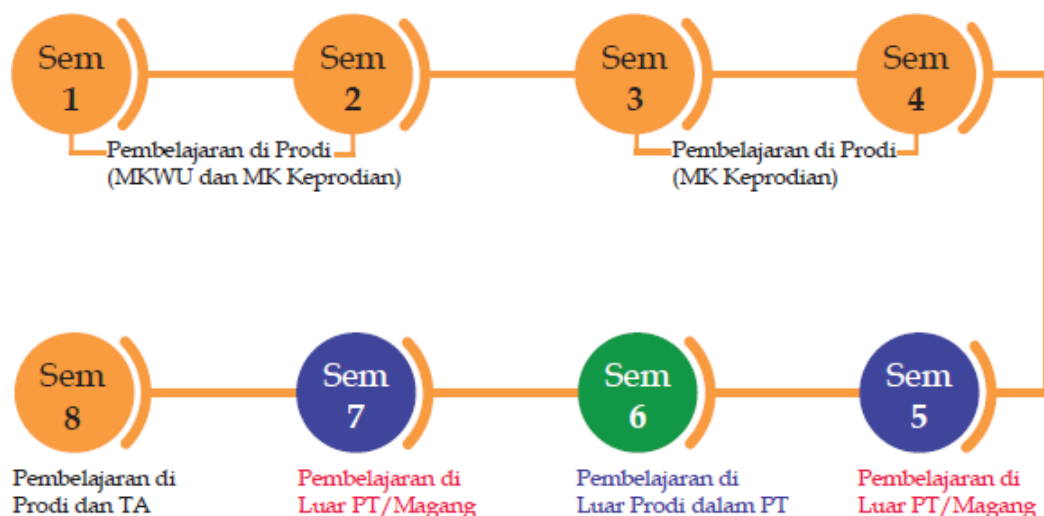 Sem
1
Sem
2
Sem
3
Sem
4
Pembelajaran di Prodi
(MKWU dan MK Keprodian)
Pembelajaran di Prodi
(MK Keprodian)
Sem
8
Sem
7
Sem
6
Sem
5
Pembelajaran di
Prodi dan TA
Pembelajaran di
Luar PT/Magang
Pembelajaran di
Luar Prodi dalam PT
Pembelajaran di
Luar PT/Magang